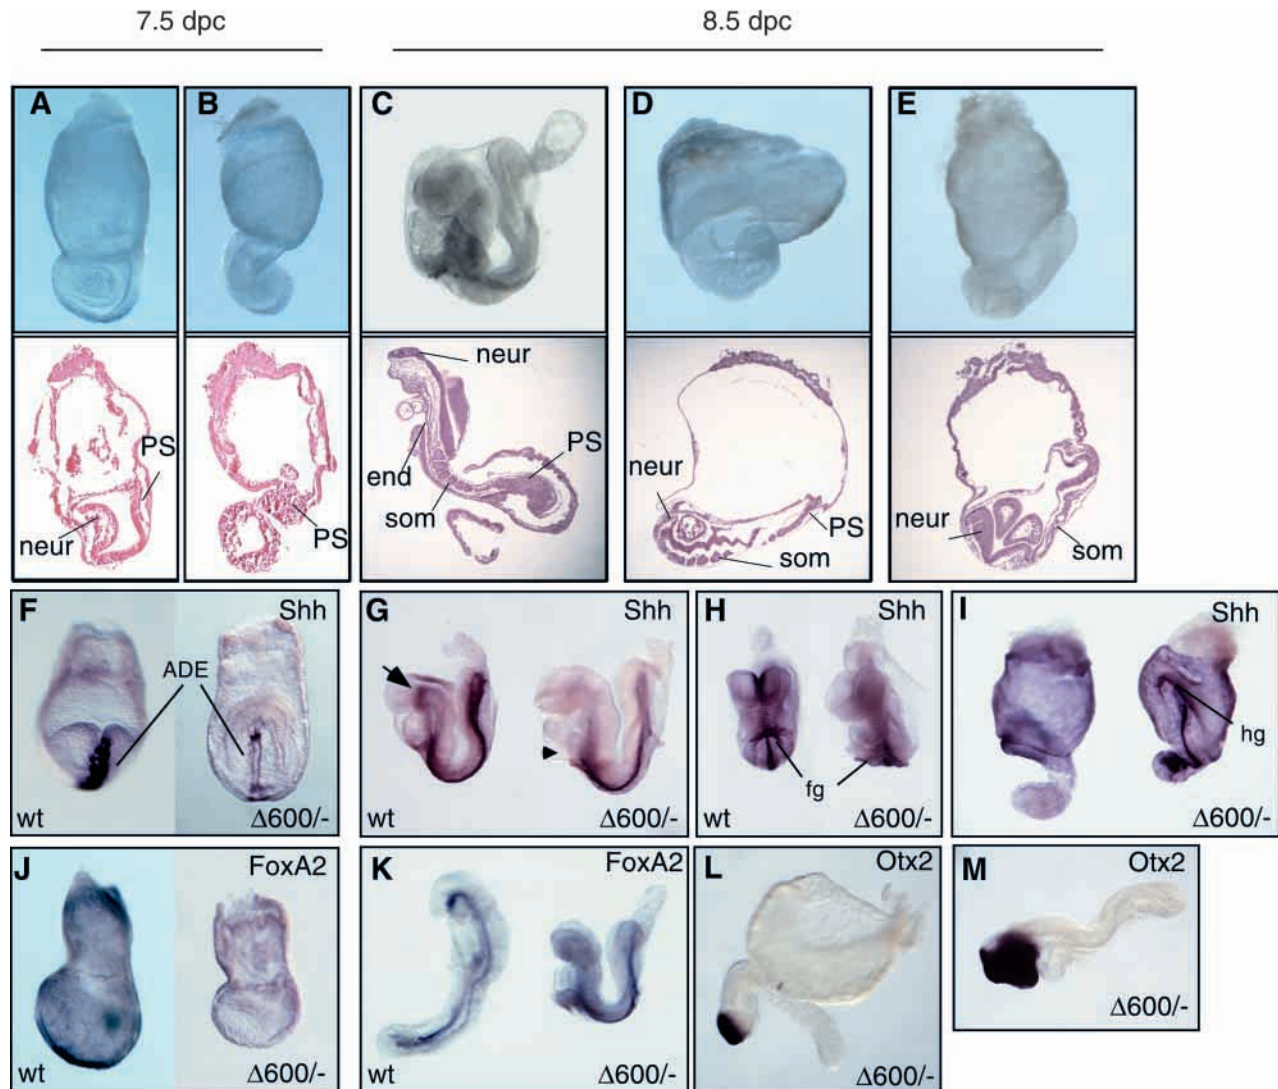 7.5 dpc 8.5 dpc
A B C D E
PS
neur
PS
neur
end
som
PS
neur
som
PS
neur
som
F Shh
ADE
wt Δ600/-
G Shh
wt Δ600/-
H Shh
fg
wt Δ600/-
I Shh
hg
Δ600/-
J FoxA2
wt Δ600/-
K FoxA2
wt Δ600/-
L Otx2
Δ600/-
M Otx2
Δ600/-